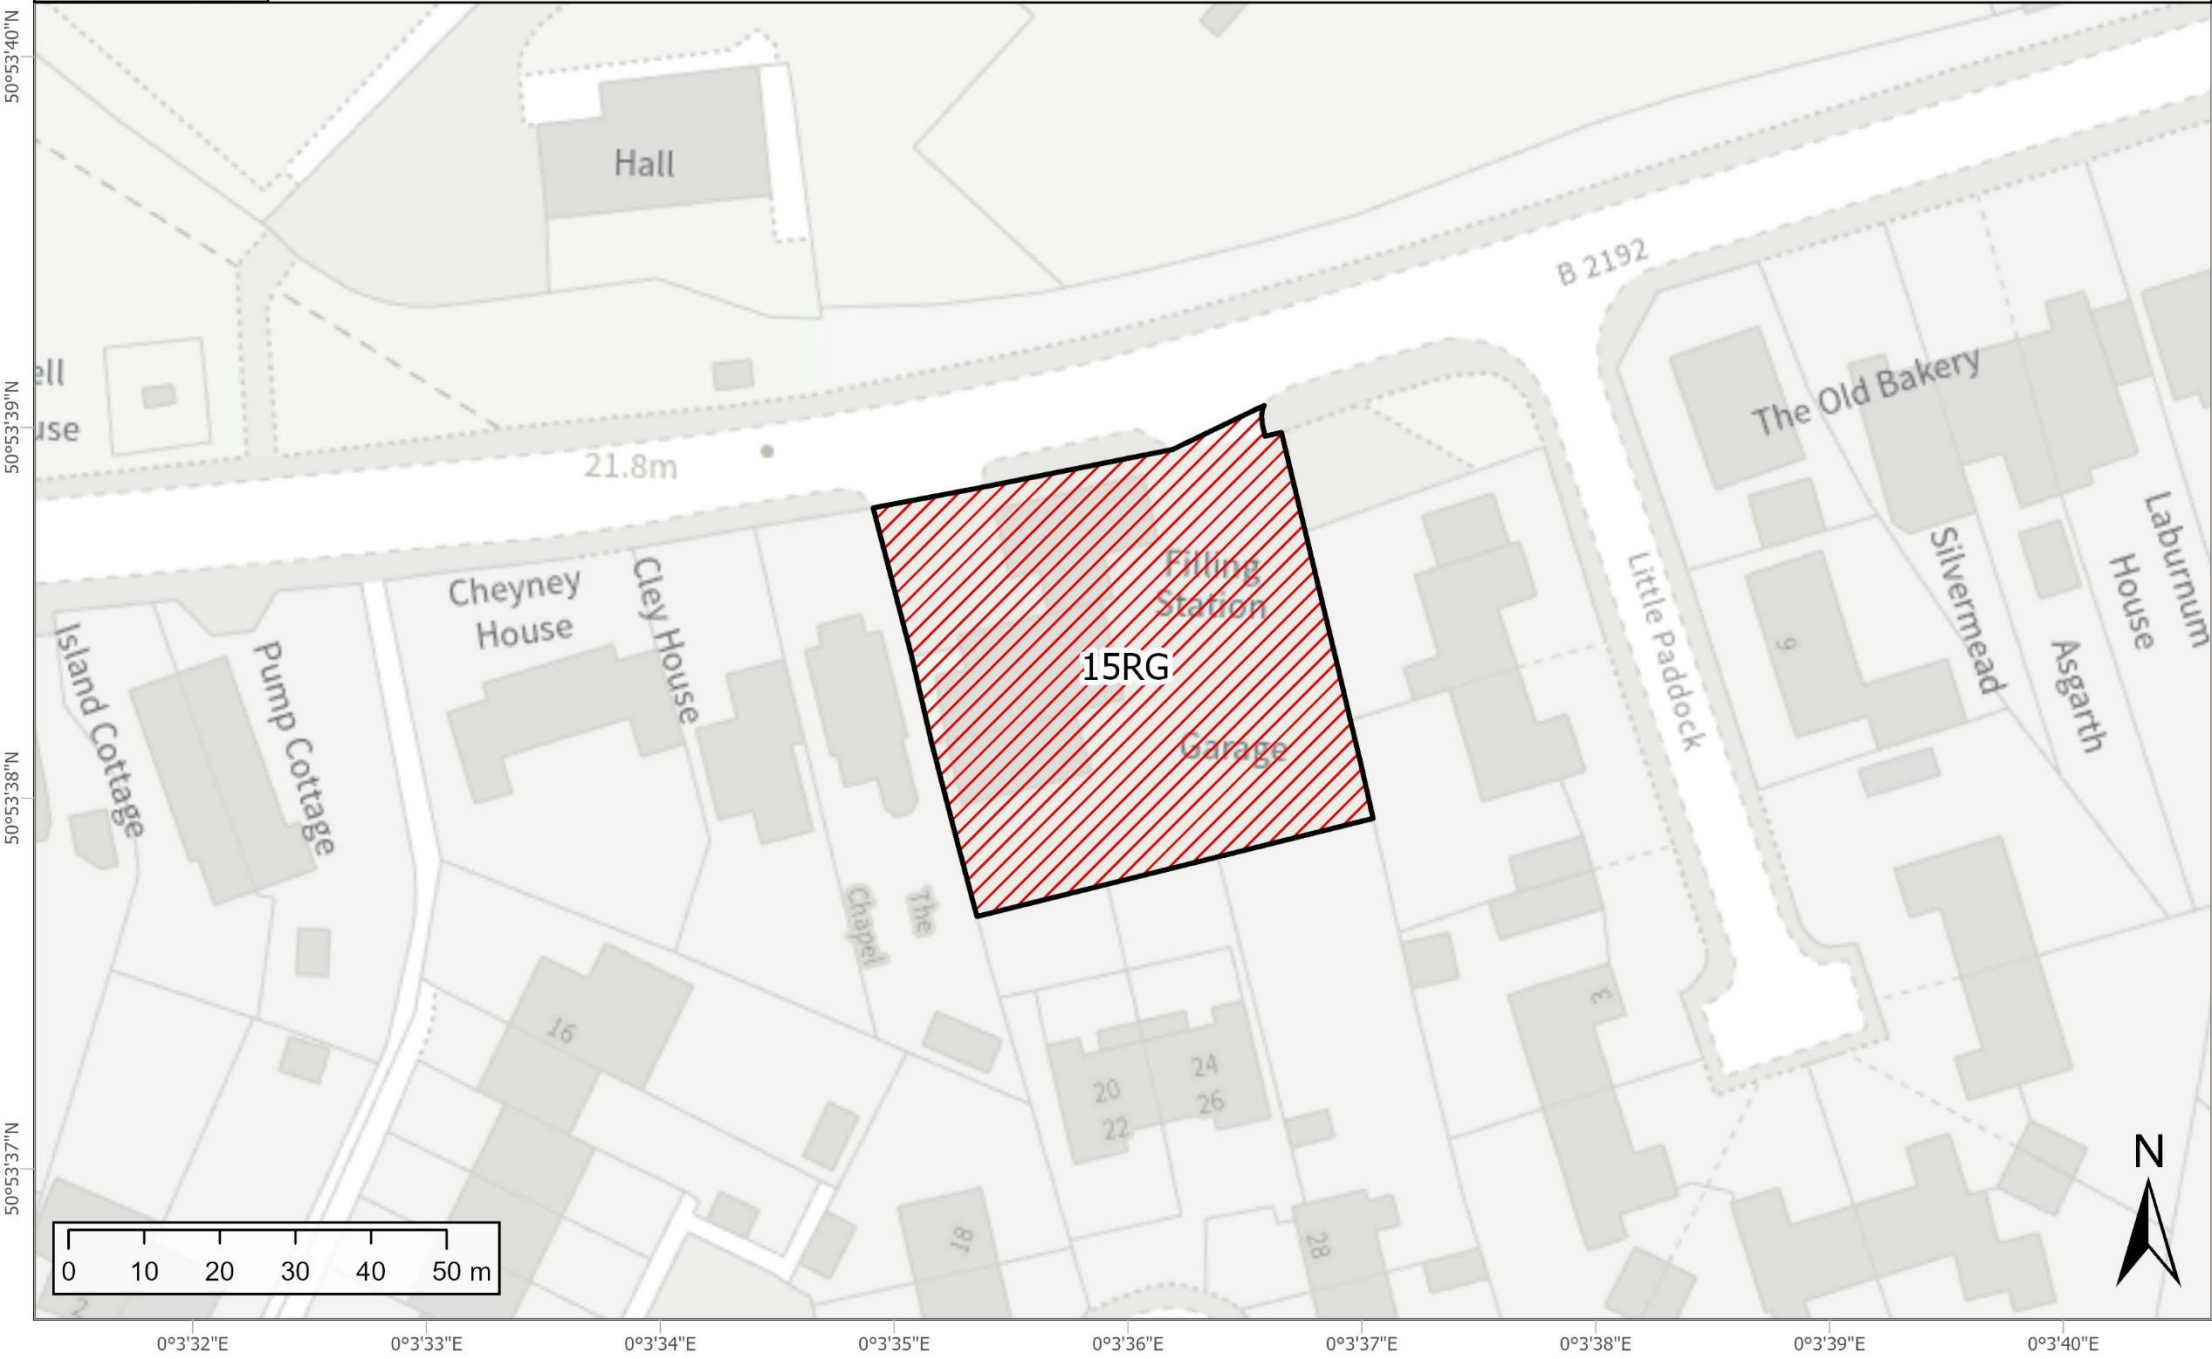 50°53'40"N
Hall
B 2192
ell
use
50°53'39"N
21.8m
The Old Bakery
Filling
Station
Cheyney
House
Cley House
Island Cottage
Pump Cottage
15RG
Garage
Little Paddock
9
Silvermead
Asgarth
Laburnum
House
50°53'38"N
The
Chapel
16
3
20
22
24
26
50°53'37"N
18
28
2
N
0 10 20 30 40 50 m
0°3'32"E 0°3'33"E 0°3'34"E 0°3'35"E 0°3'36"E 0°3'37"E 0°3'38"E 0°3'39"E 0°3'40"E